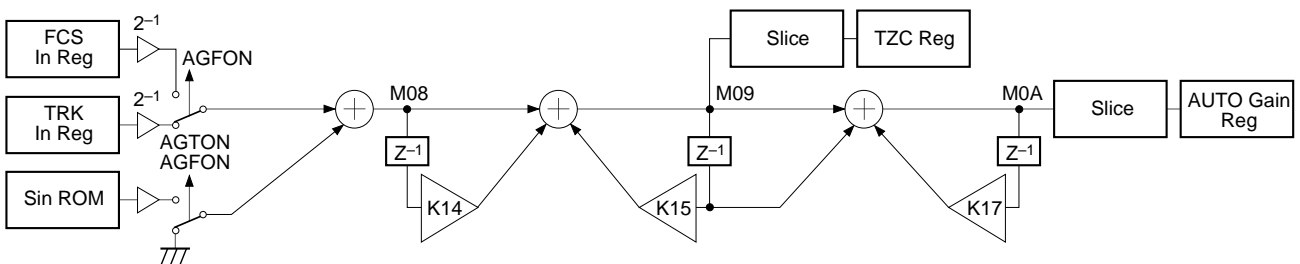 FCS
In Reg
2–1
AGFON
TRK
In Reg
2–1
AGTON
AGFON
Sin ROM
M08
Z–1
K14
M09
Z–1
K15
Slice
TZC Reg
M0A
Z–1
K17
Slice
AUTO Gain
Reg